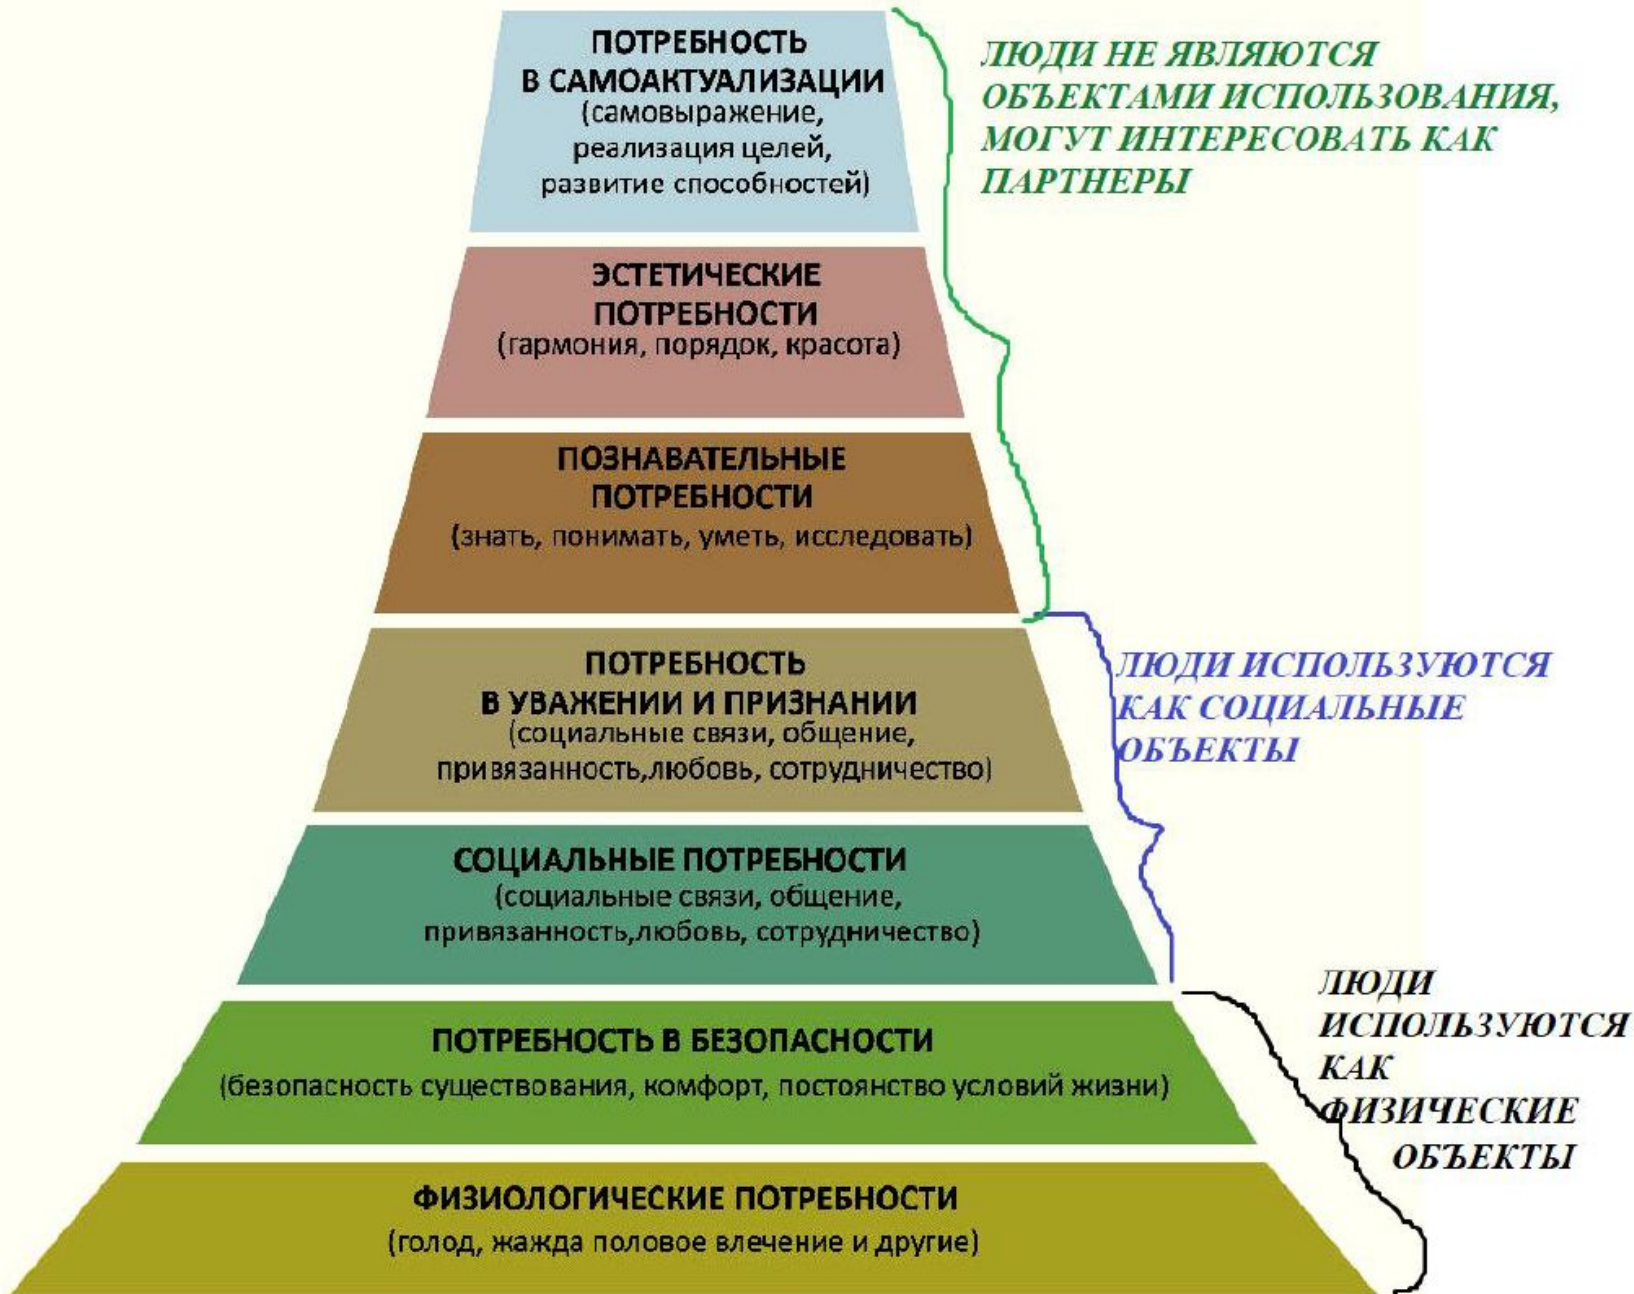 ПОТРЕБНОСТЬ
В САМОАКТУАЛИЗАЦИИ
(самовыражение,
реализация целей,
развитие способностей)
ЛЮДИ НЕ ЯВЛЯЮТСЯ
ОБЪЕКТАМИ ИСПОЛЬЗОВАНИЯ,
МОГУТ ИНТЕРЕСОВАТЬ КАК
ПАРТНЕРЫ
ЭСТЕТИЧЕСКИЕ
ПОТРЕБНОСТИ
(гармония, порядок, красота)
ПОЗНАВАТЕЛЬНЫЕ
ПОТРЕБНОСТИ
(знать, понимать, уметь, исследовать)
ПОТРЕБНОСТЬ
В УВАЖЕНИИ И ПРИЗНАНИИ
(социальные связи, общение,
привязанность,любовь, сотрудничество)
ЛЮДИ ИСПОЛЬЗУЮТСЯ
КАК СОЦИАЛЬНЫЕ
ОБЪЕКТЫ
СОЦИАЛЬНЫЕ ПОТРЕБНОСТИ
(социальные связи, общение,
привязанность,любовь, сотрудничество)
ПОТРЕБНОСТЬ В БЕЗОПАСНОСТИ
(безопасность существования, комфорт, постоянство условий жизни)
ЛЮДИ
ИСПОЛЬЗУЮТСЯ
КАК
ФИЗИЧЕСКИЕ
ОБЪЕКТЫ
ФИЗИОЛОГИЧЕСКИЕ ПОТРЕБНОСТИ
(голод, жажда половое влечение и другие)